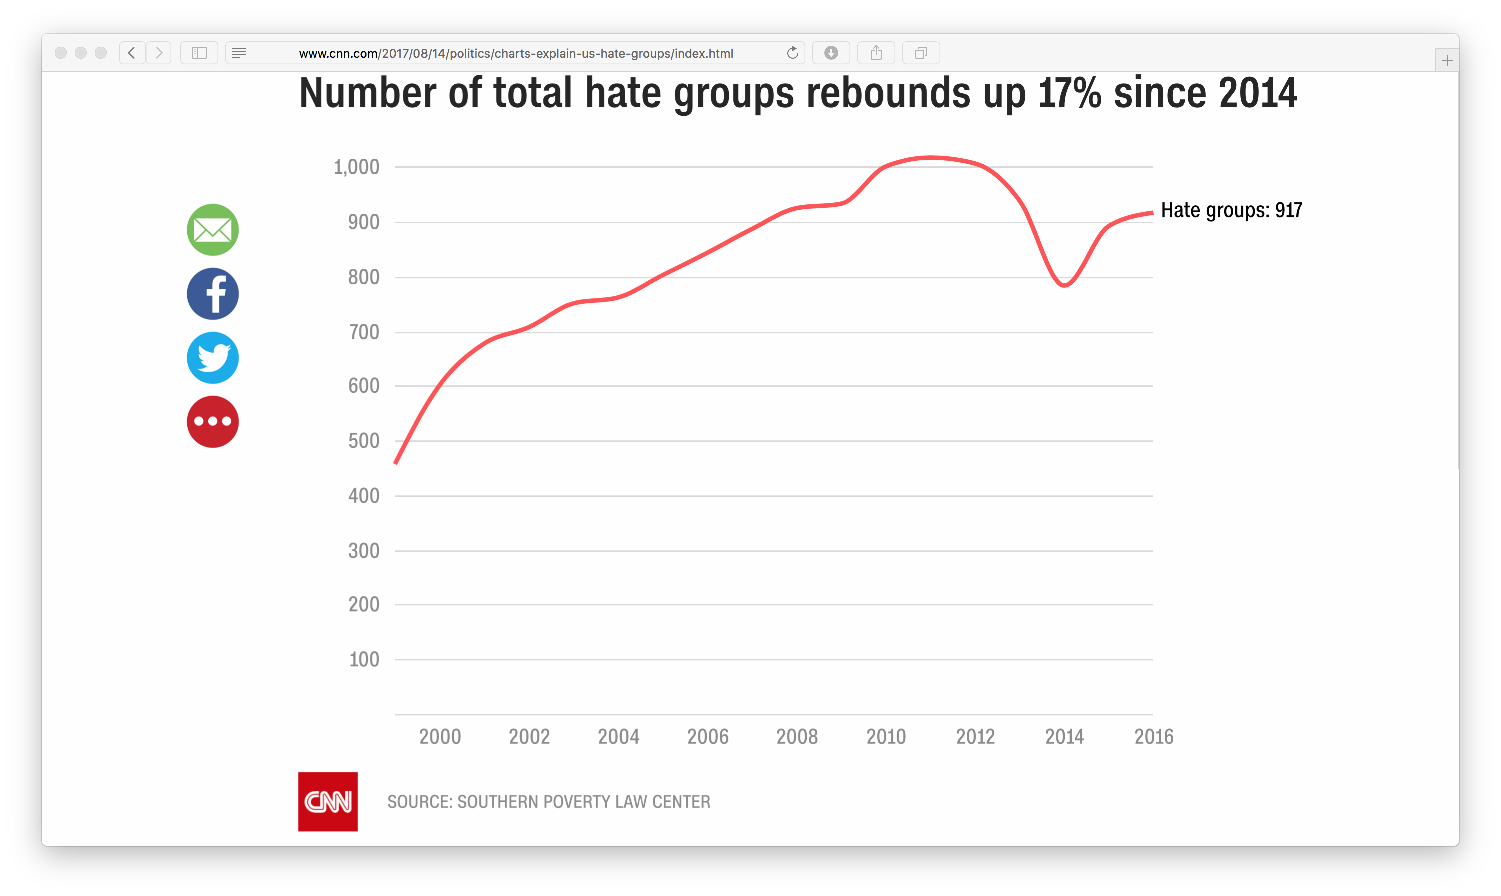 www.cnn.com/2017/08/14/politics/charts-explain-us-hate-groups/index.html
Number of total hate groups rebounds up 17% since 2014
1,000
900
Hate groups: 917
800
700
600
500
400
300
200
100
2000 2002 2004 2006 2008 2010 2012 2014 2016
CNN
SOURCE: SOUTHERN POVERTY LAW CENTER